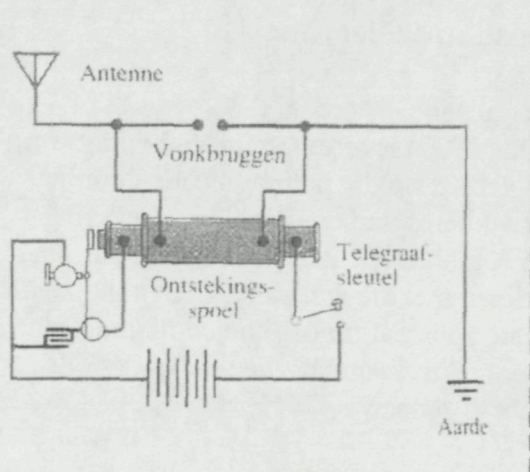 Antenne
Vonkbruggen
Telegraaf-
sleutel
Ontstekings-
spoel
Aarde